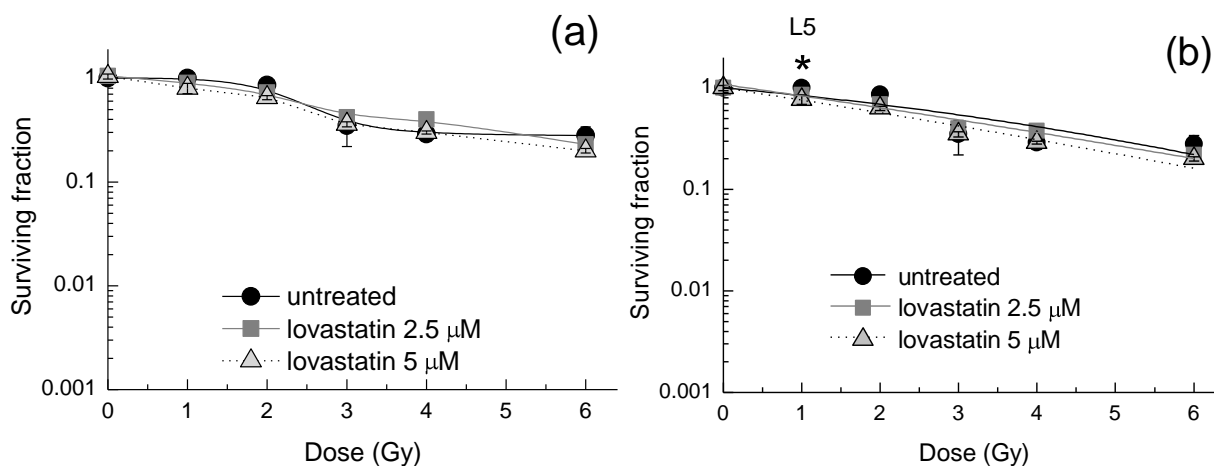 (a)
Surviving fraction
1
0.1
0.01
0.001
untreated
lovastatin 2.5 μM
lovastatin 5 μM
0 1 2 3 4 5 6
Dose (Gy)
(b)
L5
*
Surviving fraction
1
0.1
0.01
0.001
untreated
lovastatin 2.5 μM
lovastatin 5 μM
0 1 2 3 4 5 6
Dose (Gy)